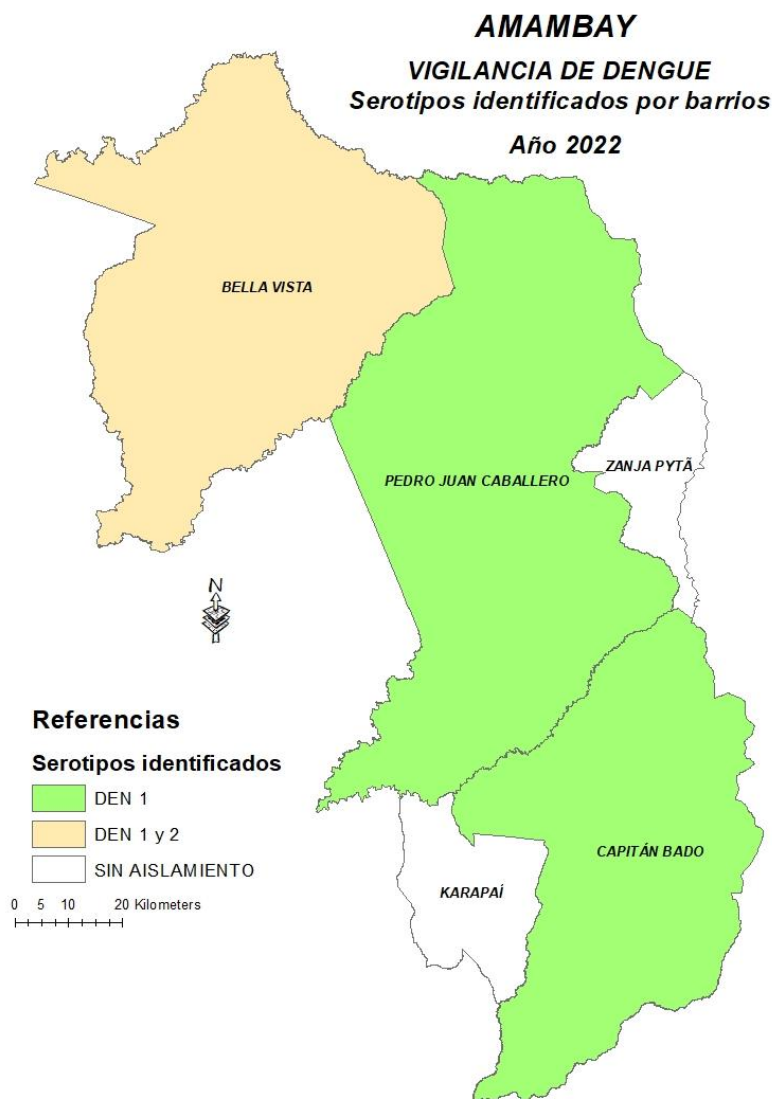 AMAMBAY
VIGILANCIA DE DENGUE
Serotipos identificados por barrios
Año 2022
BELLA VISTA
ZANJA PYTÃ
PEDRO JUAN CABALLERO
N
Referencias
Serotipos identificados
DEN 1
DEN 1 y 2
SIN AISLAMIENTO
0 5 10 20 Kilometers
CAPITÁN BADO
KARAPAÍ